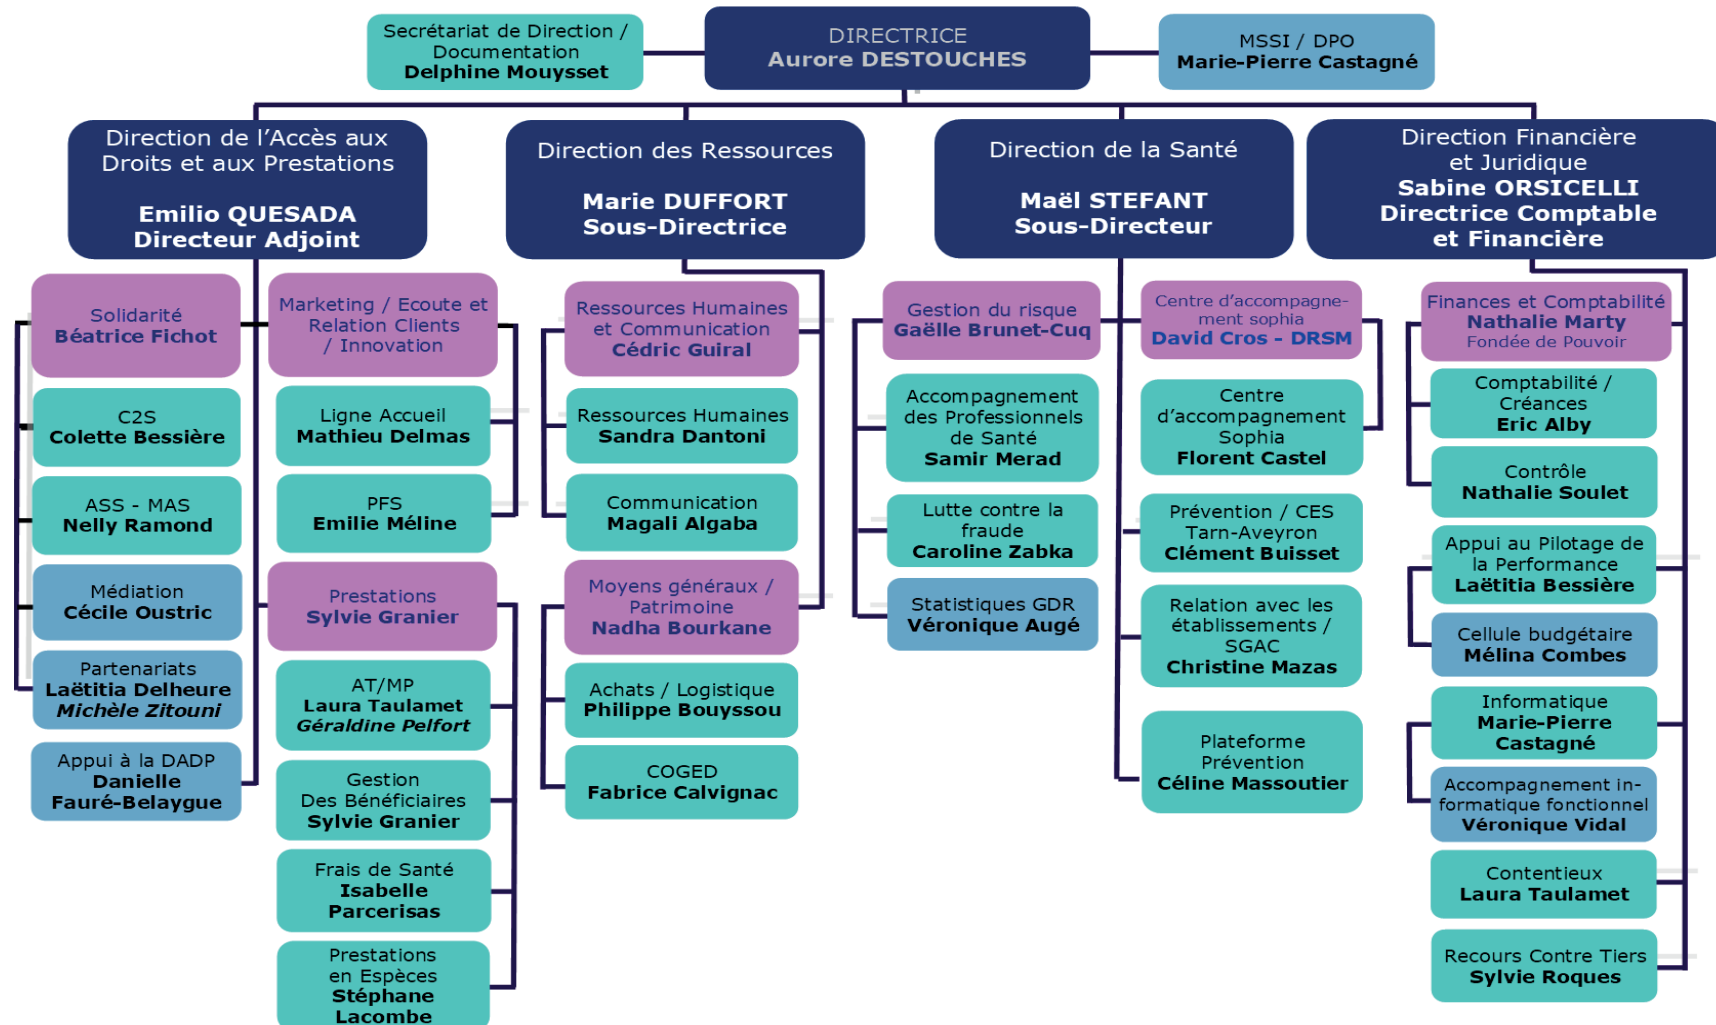 Secrétariat de Direction /
Documentation
Delphine Mouysset
DIRECTRICE
Aurore DESTOUCHES
MSSI / DPO
Marie-Pierre Castagné
Direction de l'Accès aux
Droits et aux Prestations
Emilio QUESADA
Directeur Adjoint
Direction des Ressources
Marie DUFFORT
Sous-Directrice
Direction de la Santé
Maël STEFANT
Sous-Directeur
Direction Financière
et Juridique
Sabine ORSICELLI
Directrice Comptable
et Financière
Solidarité
Béatrice Fichot
C2S
Colette Bessière
ASS - MAS
Nelly Ramond
Médiation
Cécile Oustric
Partenariats
Laëtitia Delheure
Michèle Zitouni
Appui à la DADP
Danielle
Fauré-Belaygue
Marketing / Ecoute et
Relation Clients
/ Innovation
Ligne Accueil
Mathieu Delmas
PFS
Emilie Méline
Prestations
Sylvie Granier
AT/MP
Laura Taulamet
Géraldine Pelfort
Gestion
Des Bénéficiaires
Sylvie Granier
Frais de Santé
Isabelle
Parcerisas
Prestations
en Espèces
Stéphane
Lacombe
Ressources Humaines
et Communication
Cédric Guiral
Ressources Humaines
Sandra Dantoni
Communication
Magali Algaba
Moyens généraux /
Patrimoine
Nadha Bourkane
Achats / Logistique
Philippe Bouyssou
COGED
Fabrice Calvignac
Gestion du risque
Gaëlle Brunet-Cuq
Accompagnement
des Professionnels
de Santé
Samir Merad
Lutte contre la
fraude
Caroline Zabka
Statistiques GDR
Véronique Augé
Centre d'accompagne-
ment sophia
David Cros - DRSM
Centre
d'accompagnement
Sophia
Florent Castel
Prévention / CES
Tarn-Aveyron
Clément Buisset
Relation avec les
établissements /
SGAC
Christine Mazas
Plateforme
Prévention
Céline Massoutier
Finances et Comptabilité
Nathalie Marty
Fondée de Pouvoir
Comptabilité /
Créances
Eric Alby
Contrôle
Nathalie Soulet
Appui au Pilotage de
la Performance
Laëtitia Bessière
Cellule budgétaire
Mélina Combes
Informatique
Marie-Pierre
Castagné
Accompagnement in-
formatique fonctionnel
Véronique Vidal
Contentieux
Laura Taulamet
Recours Contre Tiers
Sylvie Roques